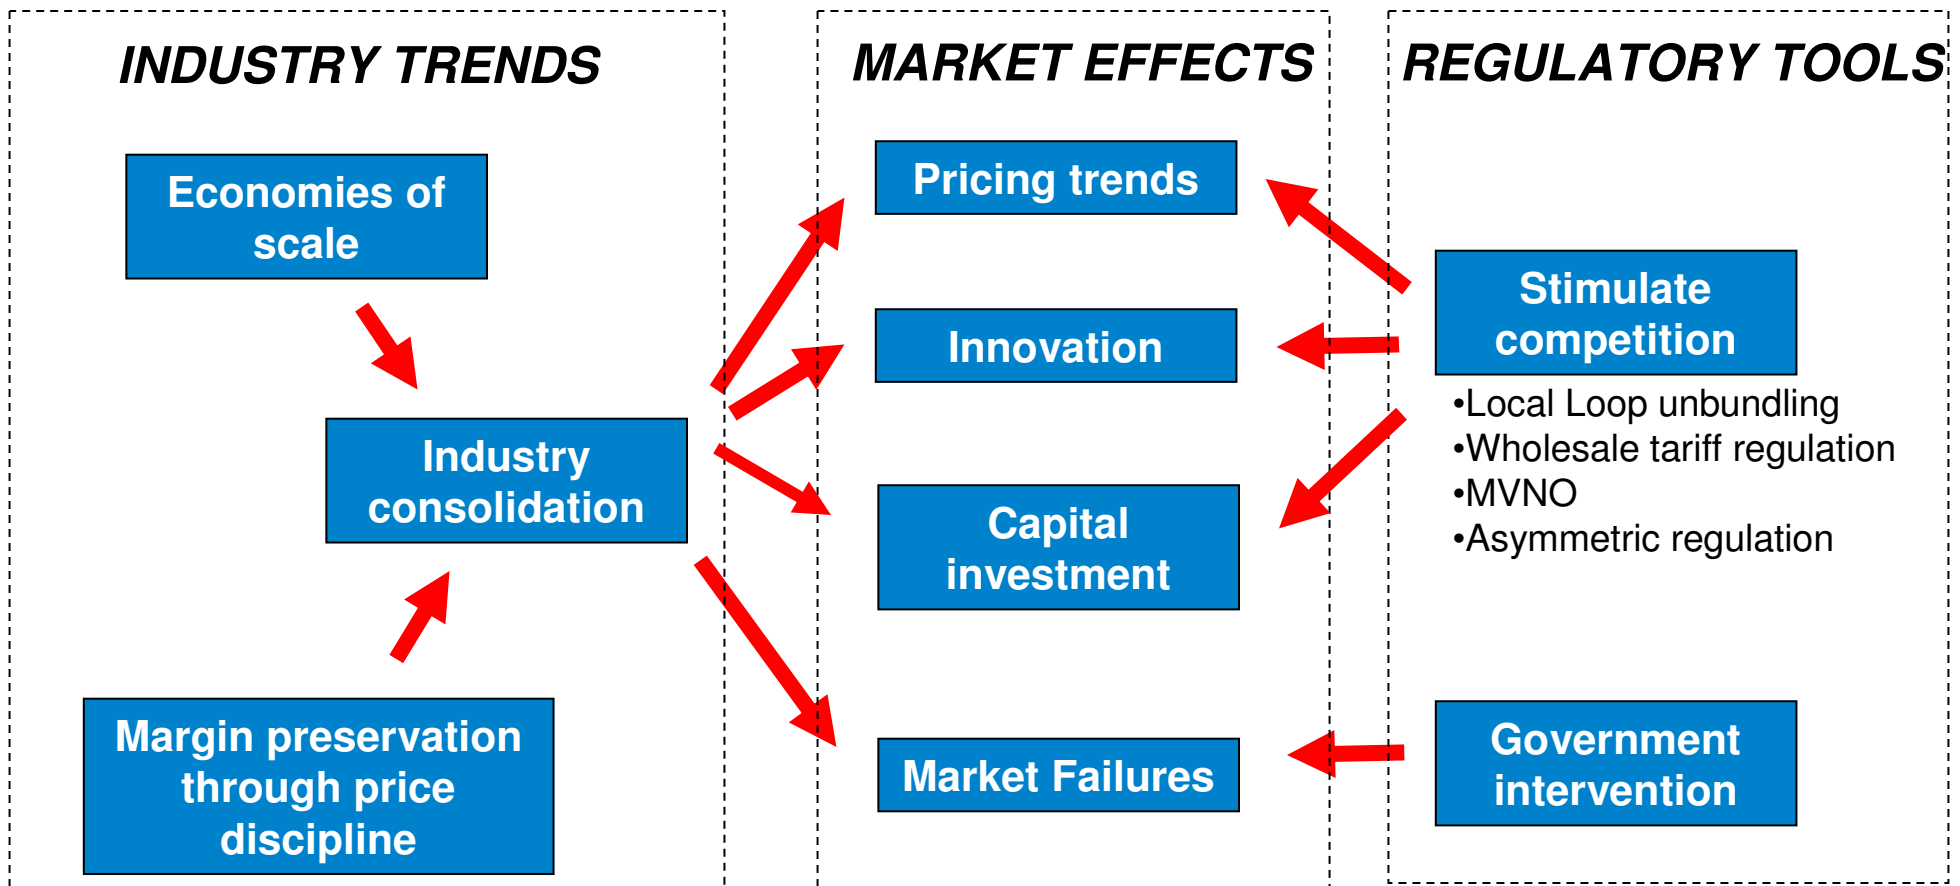 INDUSTRY TRENDS
Economies of
scale
Industry
consolidation
Margin preservation
through price
discipline
MARKET EFFECTS
Pricing trends
Innovation
Capital
investment
Market Failures
REGULATORY TOOLS
Stimulate
competition
•Local Loop unbundling
•Wholesale tariff regulation
•MVNO
•Asymmetric regulation
Government
intervention